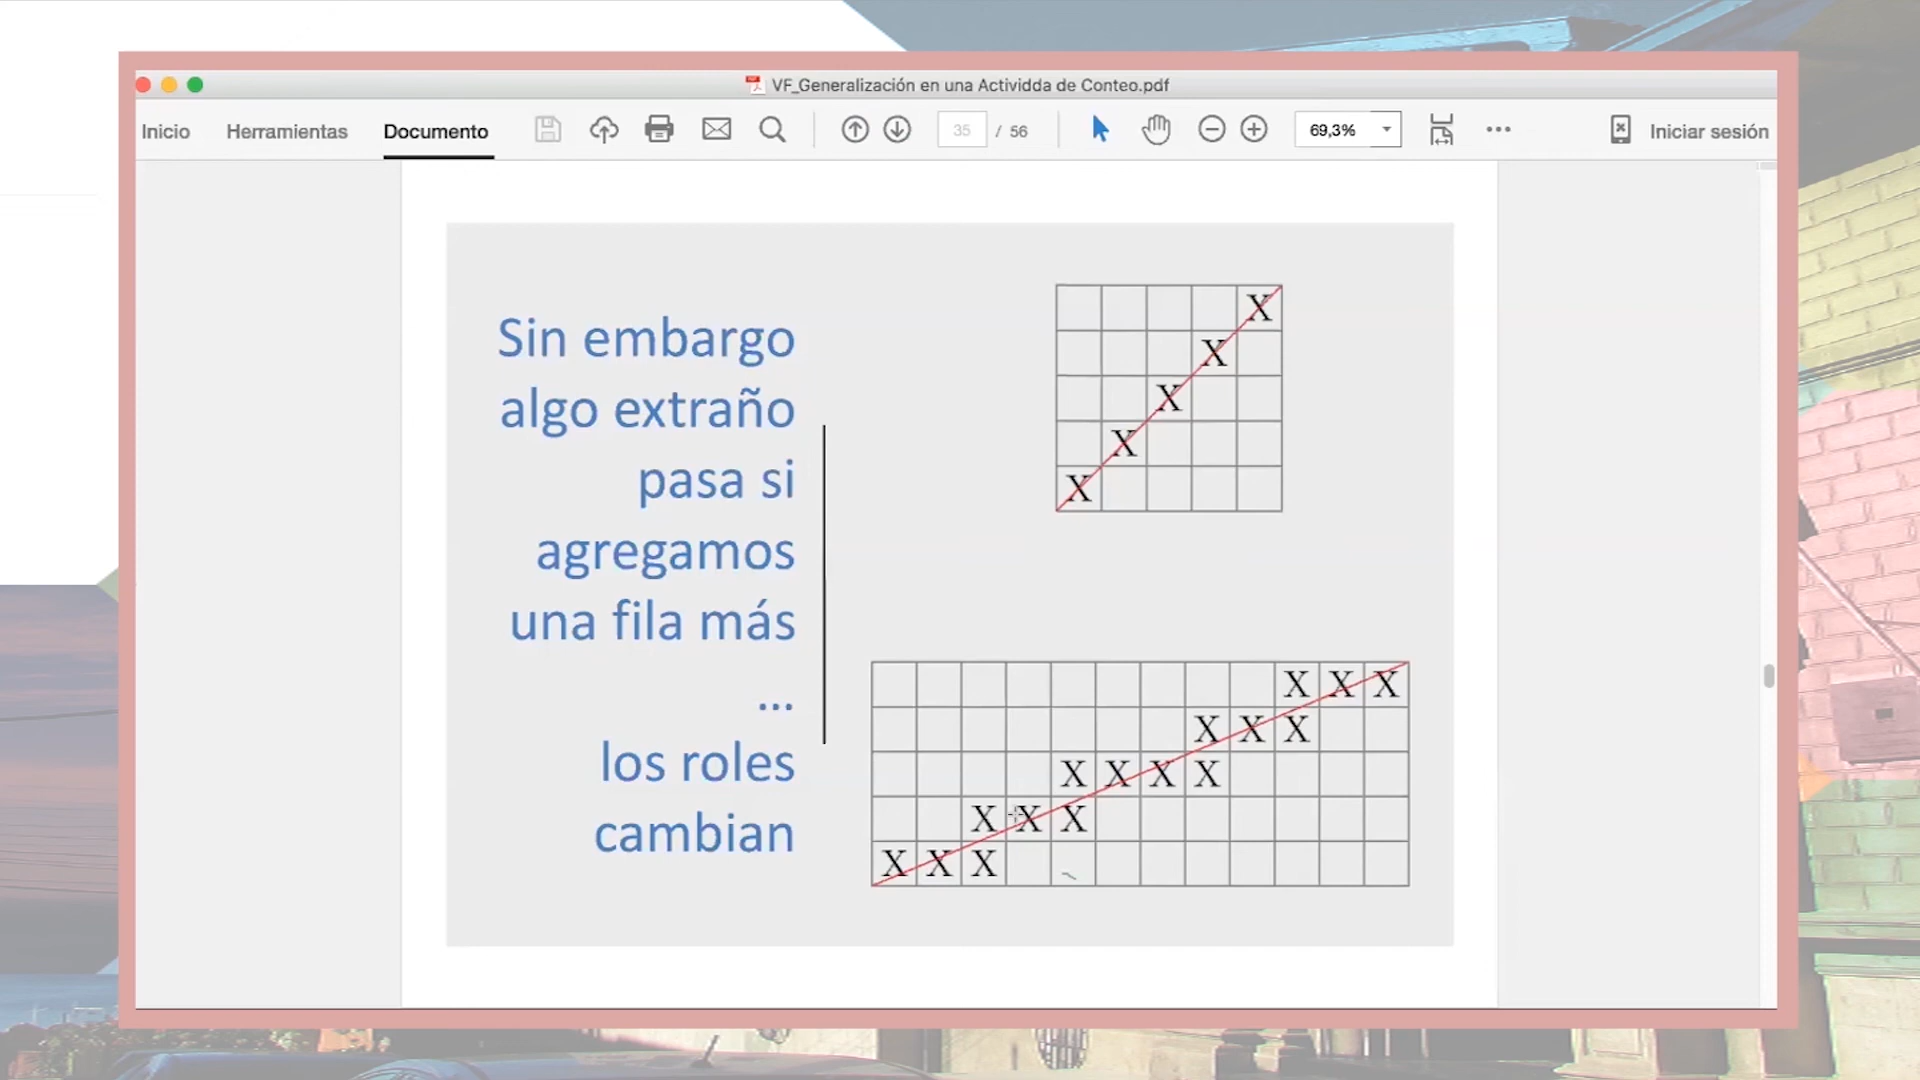 VF_Generalización en una Actividda de Conteo.pdf
Inicio Herramientas Documento 35 / 56 69,3% Iniciar sesión
Sin embargo
algo extraño
pasa si
agregamos
una fila más
...
los roles
cambian
X
X
X
X
X
X X X
X X X
X X X X
X X X
X X X